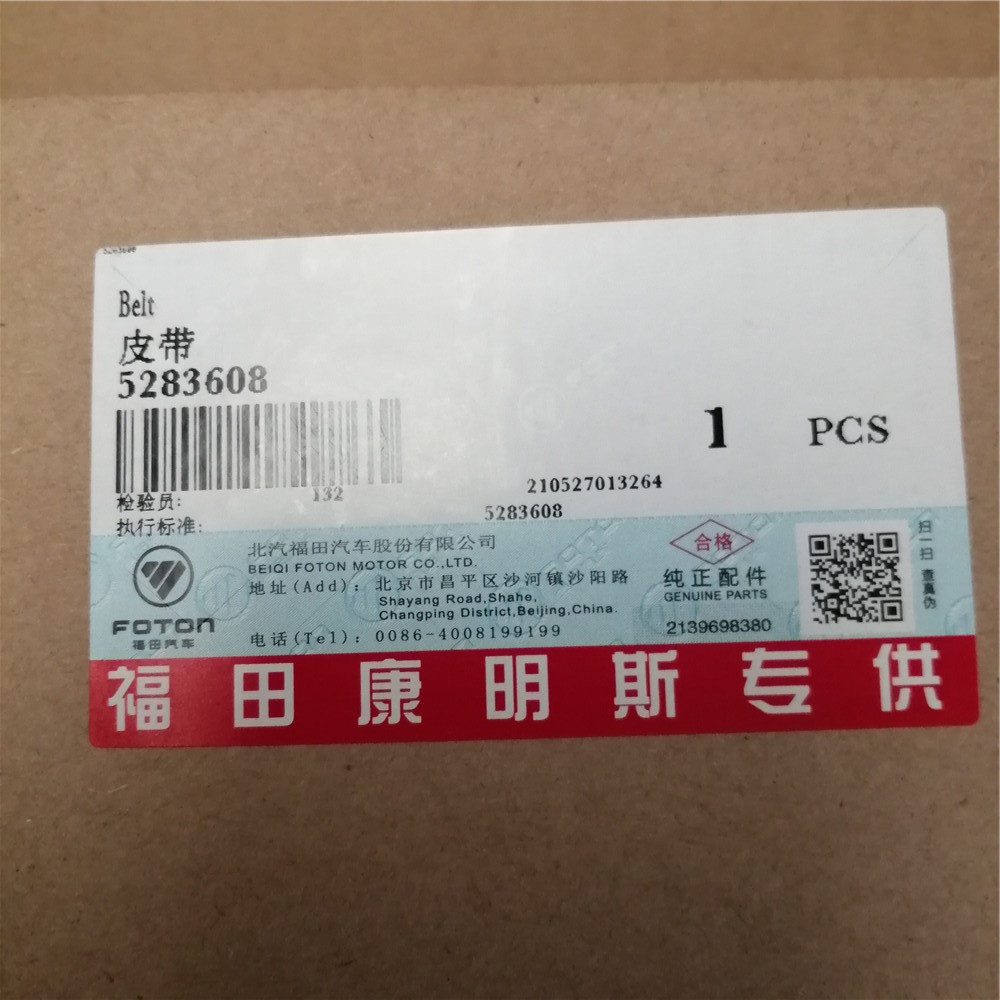 Belt
皮带
5283608
1 PCS
检验员:
132
210527013264
执行标准:
5283608
FOTON
福田汽车
北汽福田汽车股份有限公司
BEIQI FOTON MOTOR CO.,LTD.
地址(Add): 北京市昌平区沙河镇沙阳路
Shayang Road,Shahe,
Changping District,Beijing,China.
电话(Tel): 0086-4008199199
合格
纯正配件
GENUINE PARTS
2139698380
扫一扫 查真伪
福田康明斯专供